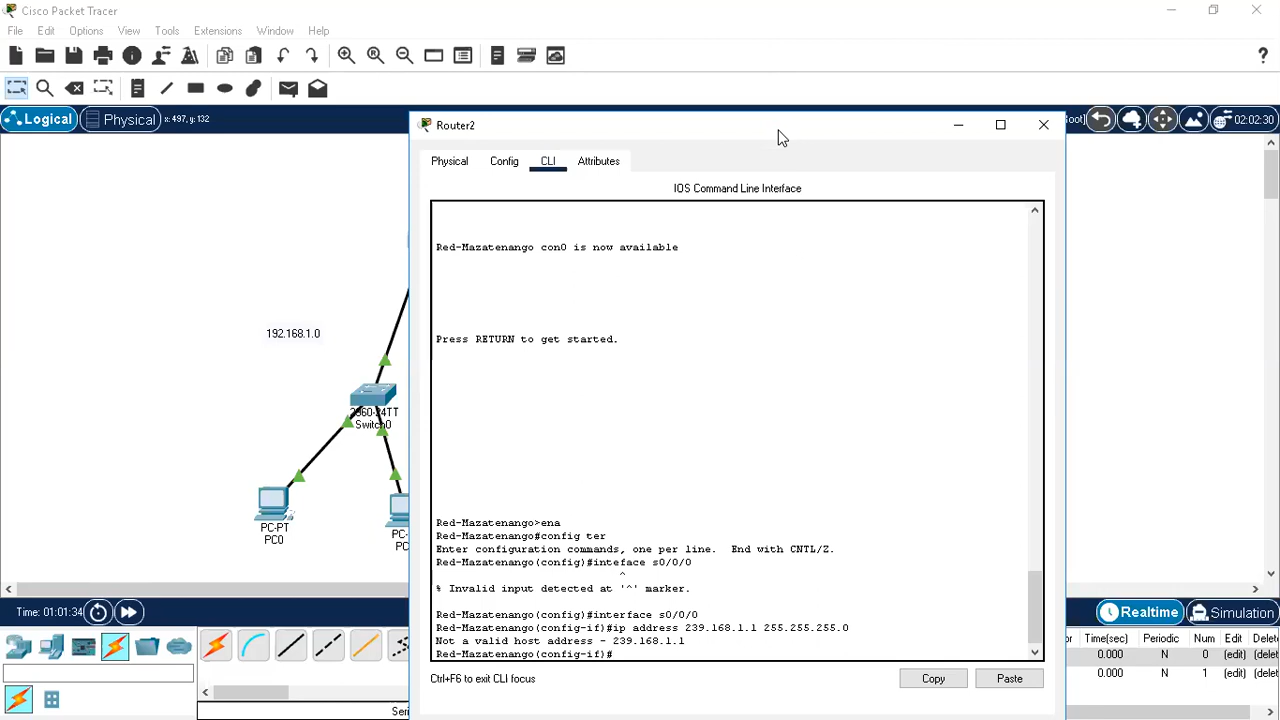 Cisco Packet Tracer
File Edit Options View Tools Extensions Window Help
Logical Physical x: 497, y: 132 Root] 02:02:30
Router2
Physical Config CLI Attributes
IOS Command Line Interface
Red-Mazatenango con0 is now available
Press RETURN to get started.
Red-Mazatenango>ena
Red-Mazatenango#config ter
Enter configuration commands, one per line. End with CNTL/Z.
Red-Mazatenango(config)#inteface s0/0/0
^
% Invalid input detected at '^' marker.
Red-Mazatenango(config)#interface s0/0/0
Red-Mazatenango(config-if)#ip address 239.168.1.1 255.255.255.0
Not a valid host address - 239.168.1.1
Red-Mazatenango(config-if)#
Ctrl+F6 to exit CLI focus
Copy Paste
192.168.1.0
2960-24TT
Switch0
PC-PT
PC0
PC-
PC
Time: 01:01:34
Realtime Simulation
Time(sec) Periodic Num Edit Delet
0.000 N 0 (edit) (delet
0.000 N 1 (edit) (delet
Seri